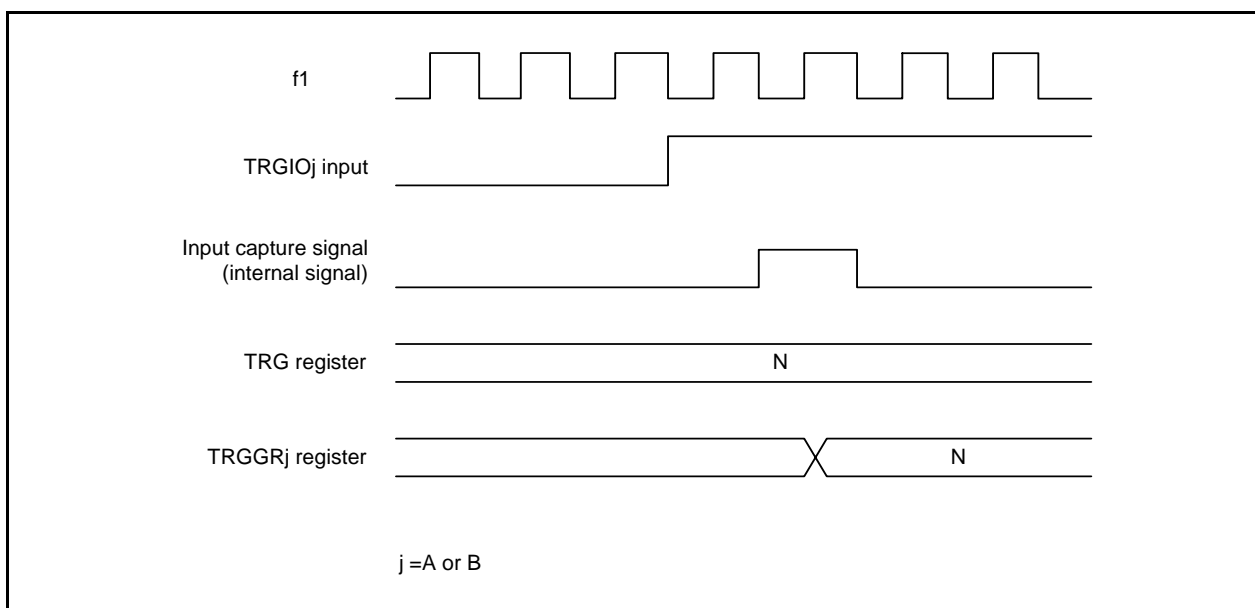 f1
TRGIOj input
Input capture signal
(internal signal)
TRG register
N
TRGGRj register
N
j =A or B